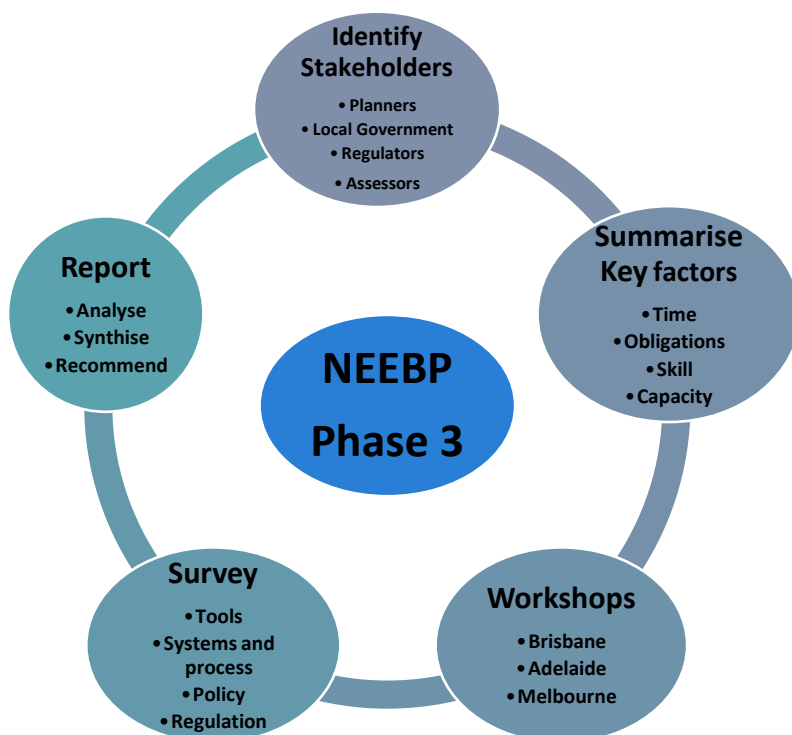 Identify
Stakeholders
• Planners
• Local Government
• Regulators
• Assessors
Summarise
Key factors
• Time
• Obligations
• Skill
• Capacity
Workshops
• Brisbane
• Adelaide
• Melbourne
Survey
• Tools
• Systems and
process
• Policy
• Regulation
Report
• Analyse
• Synthise
• Recommend
NEEBP
Phase 3